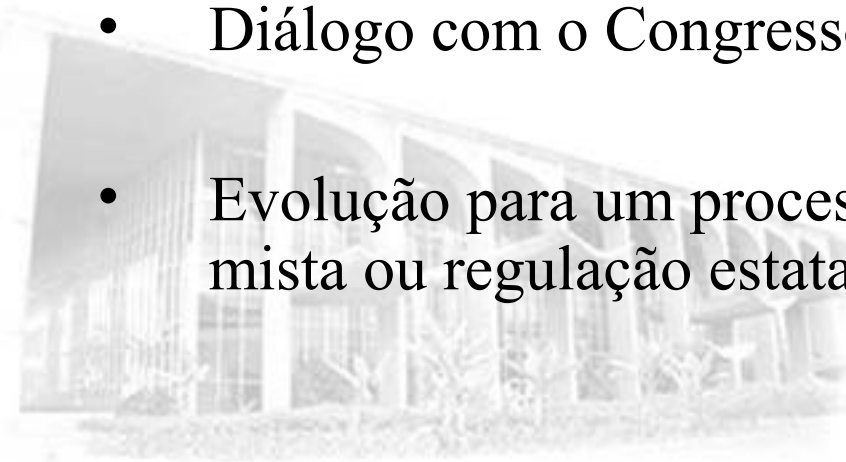 • Diálogo com o Congress
• Evolução para um proces
mista ou regulação estata